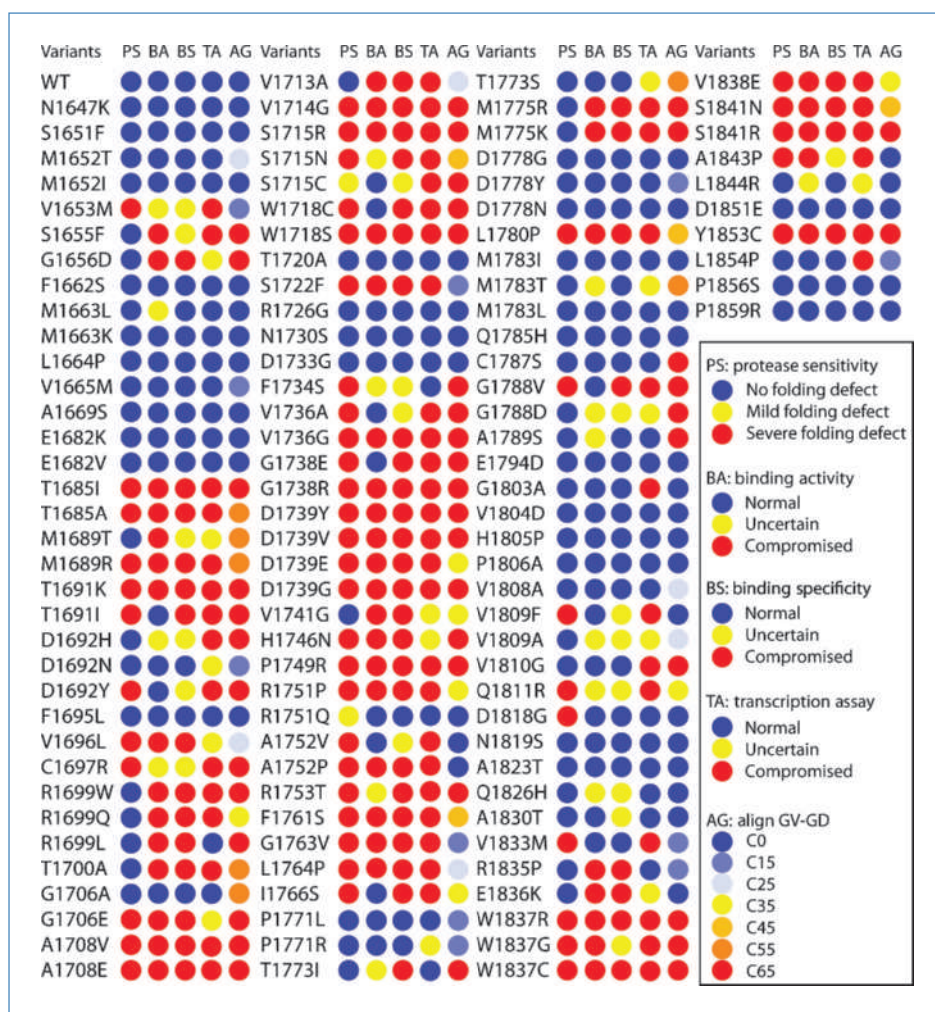 Variants PS BA BS TA AG
WT
N1647K
S1651F
M1652T
M1652I
V1653M
S1655F
G1656D
F1662S
M1663L
M1663K
L1664P
V1665M
A1669S
E1682K
E1682V
T1685I
T1685A
M1689T
M1689R
T1691K
T1691I
D1692H
D1692N
D1692Y
F1695L
V1696L
C1697R
R1699W
R1699Q
R1699L
T1700A
G1706A
G1706E
A1708V
A1708E
Variants PS BA BS TA AG
V1713A
V1714G
S1715R
S1715N
S1715C
W1718C
W1718S
T1720A
S1722F
R1726G
N1730S
D1733G
F1734S
V1736A
V1736G
G1738E
G1738R
D1739Y
D1739V
D1739E
D1739G
V1741G
H1746N
P1749R
R1751P
R1751Q
A1752V
A1752P
R1753T
F1761S
G1763V
L1764P
I1766S
P1771L
P1771R
T1773I
Variants PS BA BS TA AG
T1773S
M1775R
M1775K
D1778G
D1778Y
D1778N
L1780P
M1783I
M1783T
M1783L
Q1785H
C1787S
G1788V
G1788D
A1789S
E1794D
G1803A
V1804D
H1805P
P1806A
V1808A
V1809F
V1809A
V1810G
Q1811R
D1818G
N1819S
A1823T
Q1826H
A1830T
V1833M
R1835P
E1836K
W1837R
W1837G
W1837C
Variants PS BA BS TA AG
V1838E
S1841N
S1841R
A1843P
L1844R
D1851E
Y1853C
L1854P
P1856S
P1859R
PS: protease sensitivity
No folding defect
Mild folding defect
Severe folding defect
BA: binding activity
Normal
Uncertain
Compromised
BS: binding specificity
Normal
Uncertain
Compromised
TA: transcription assay
Normal
Uncertain
Compromised
AG: align GV-GD
C0
C15
C25
C35
C45
C55
C65